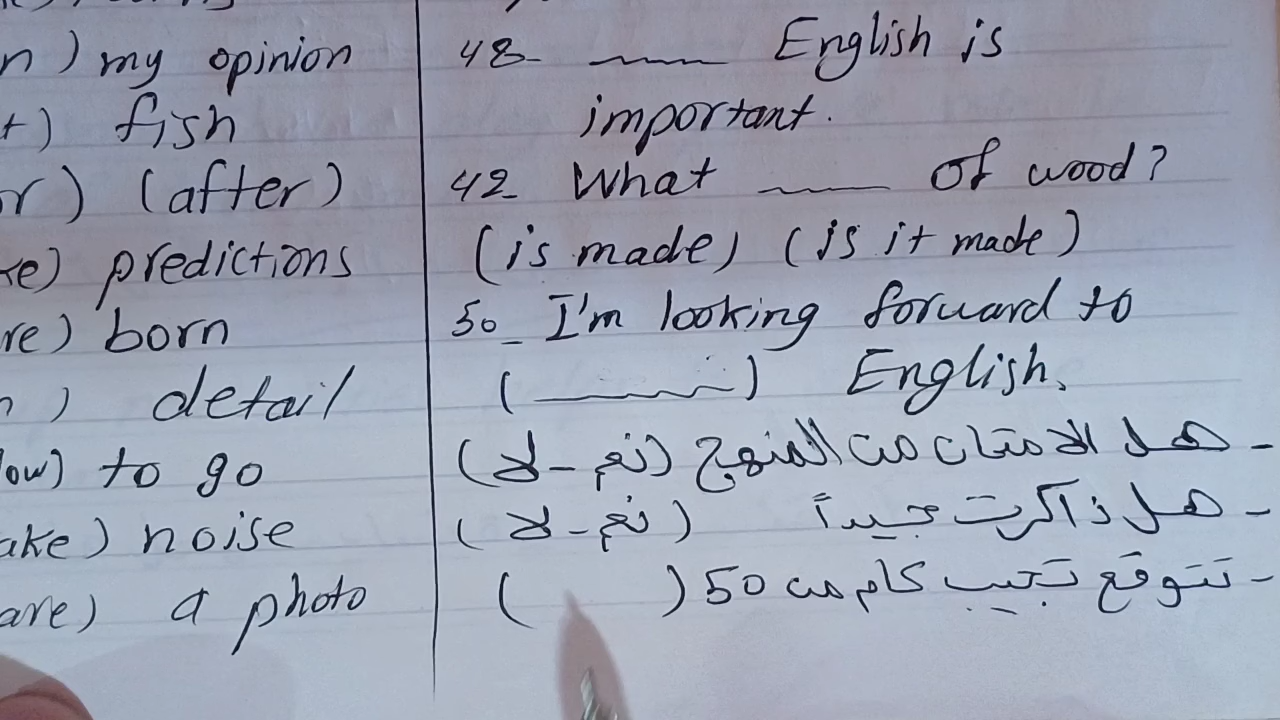 n) my opinion
t) fish
r) (after)
ke) predictions
re) born
) detail
low) to go
ake) noise
are) a photo
48- English is
important.
42- What of wood?
(is made) (is it made)
50- I'm looking forward to
( ) English.
- هل الامتحان من المنهج (نعم - لا)
- هل ذاكرت جيداً (نعم - لا)
- تتوقع تجيب كام من 50 ( )